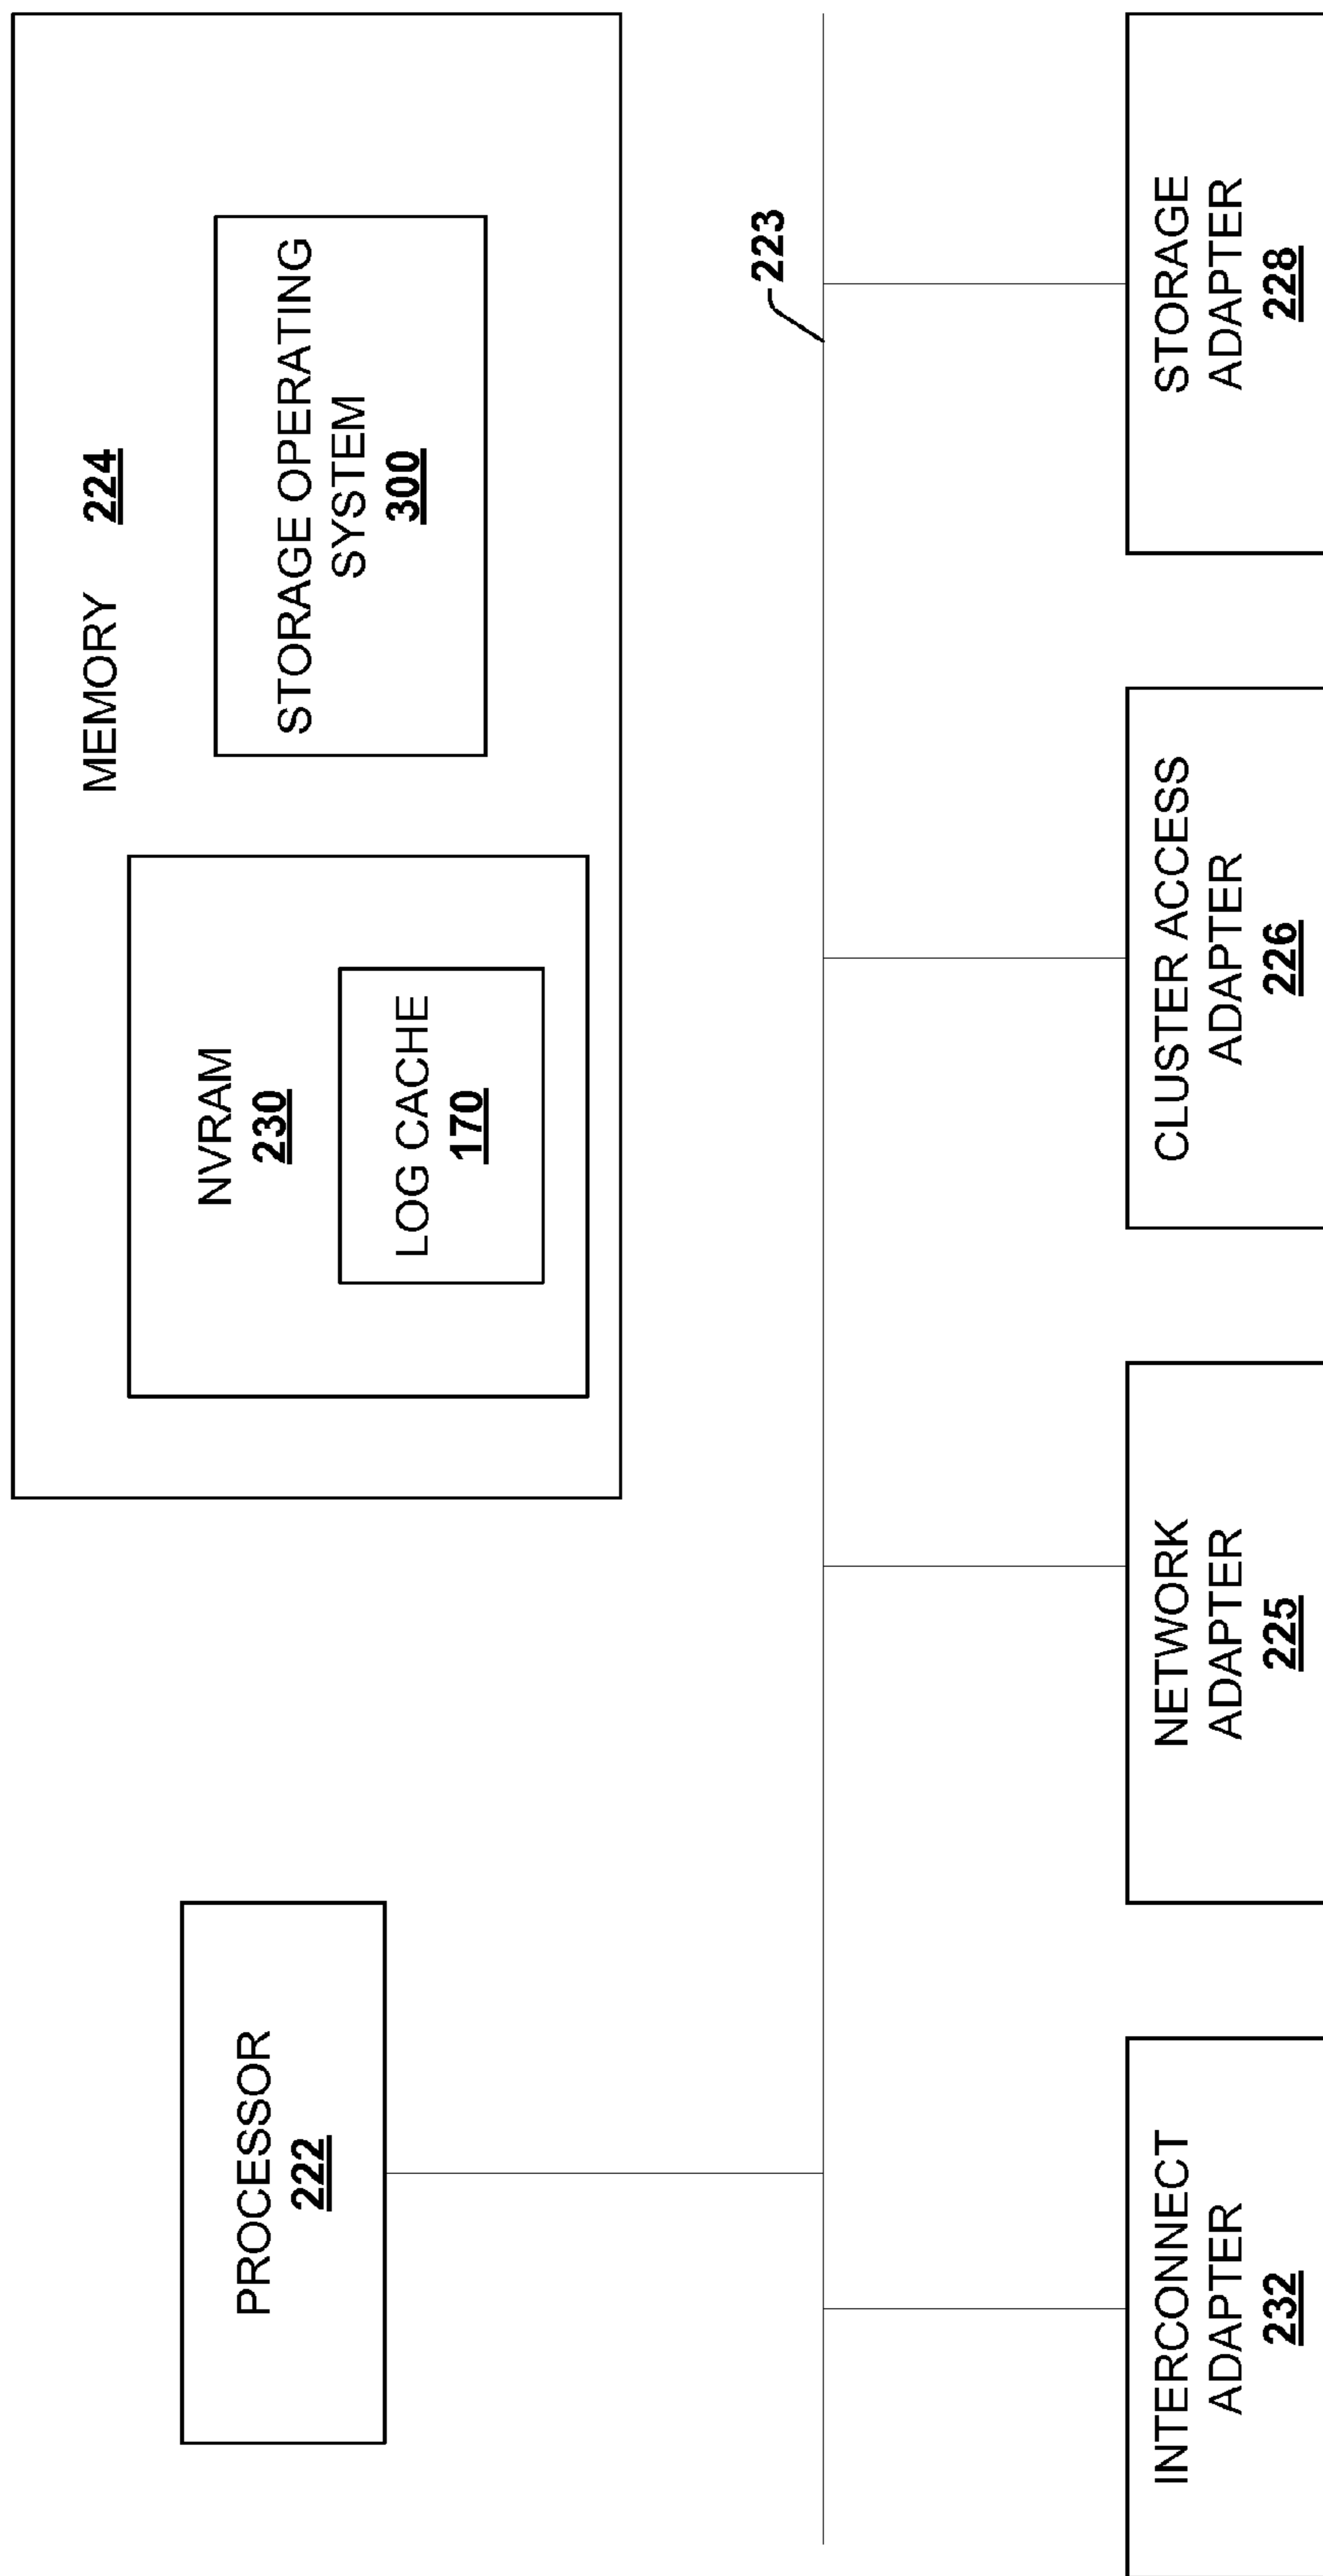 PROCESSOR
222
MEMORY 224
NVRAM
230
LOG CACHE
170
STORAGE OPERATING
SYSTEM
300
223
INTERCONNECT
ADAPTER
232
NETWORK
ADAPTER
225
CLUSTER ACCESS
ADAPTER
226
STORAGE
ADAPTER
228